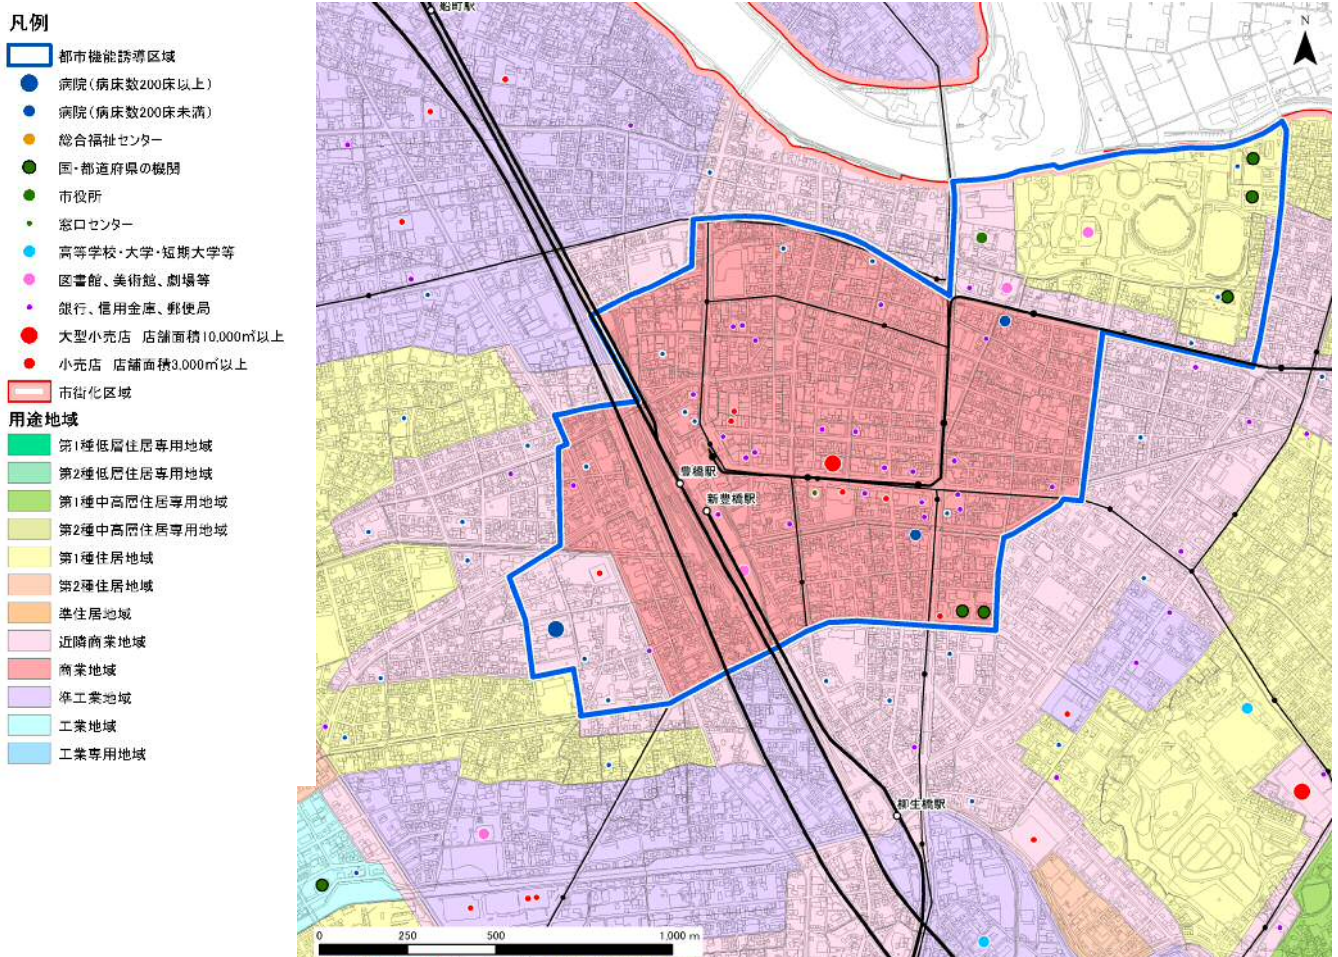 凡例
都市機能誘導区域
病院(病床数200床以上)
病院(病床数200床未満)
総合福祉センター
国・都道府県の機関
市役所
窓口センター
高等学校・大学・短期大学等
図書館、美術館、劇場等
銀行、信用金庫、郵便局
大型小売店 店舗面積10,000㎡以上
小売店 店舗面積3,000㎡以上
市街化区域
用途地域
第1種低層住居専用地域
第2種低層住居専用地域
第1種中高層住居専用地域
第2種中高層住居専用地域
第1種住居地域
第2種住居地域
準住居地域
近隣商業地域
商業地域
準工業地域
工業地域
工業専用地域
船町駅
N
豊橋駅
新豊橋駅
柳生橋駅
0 250 500 1,000 m